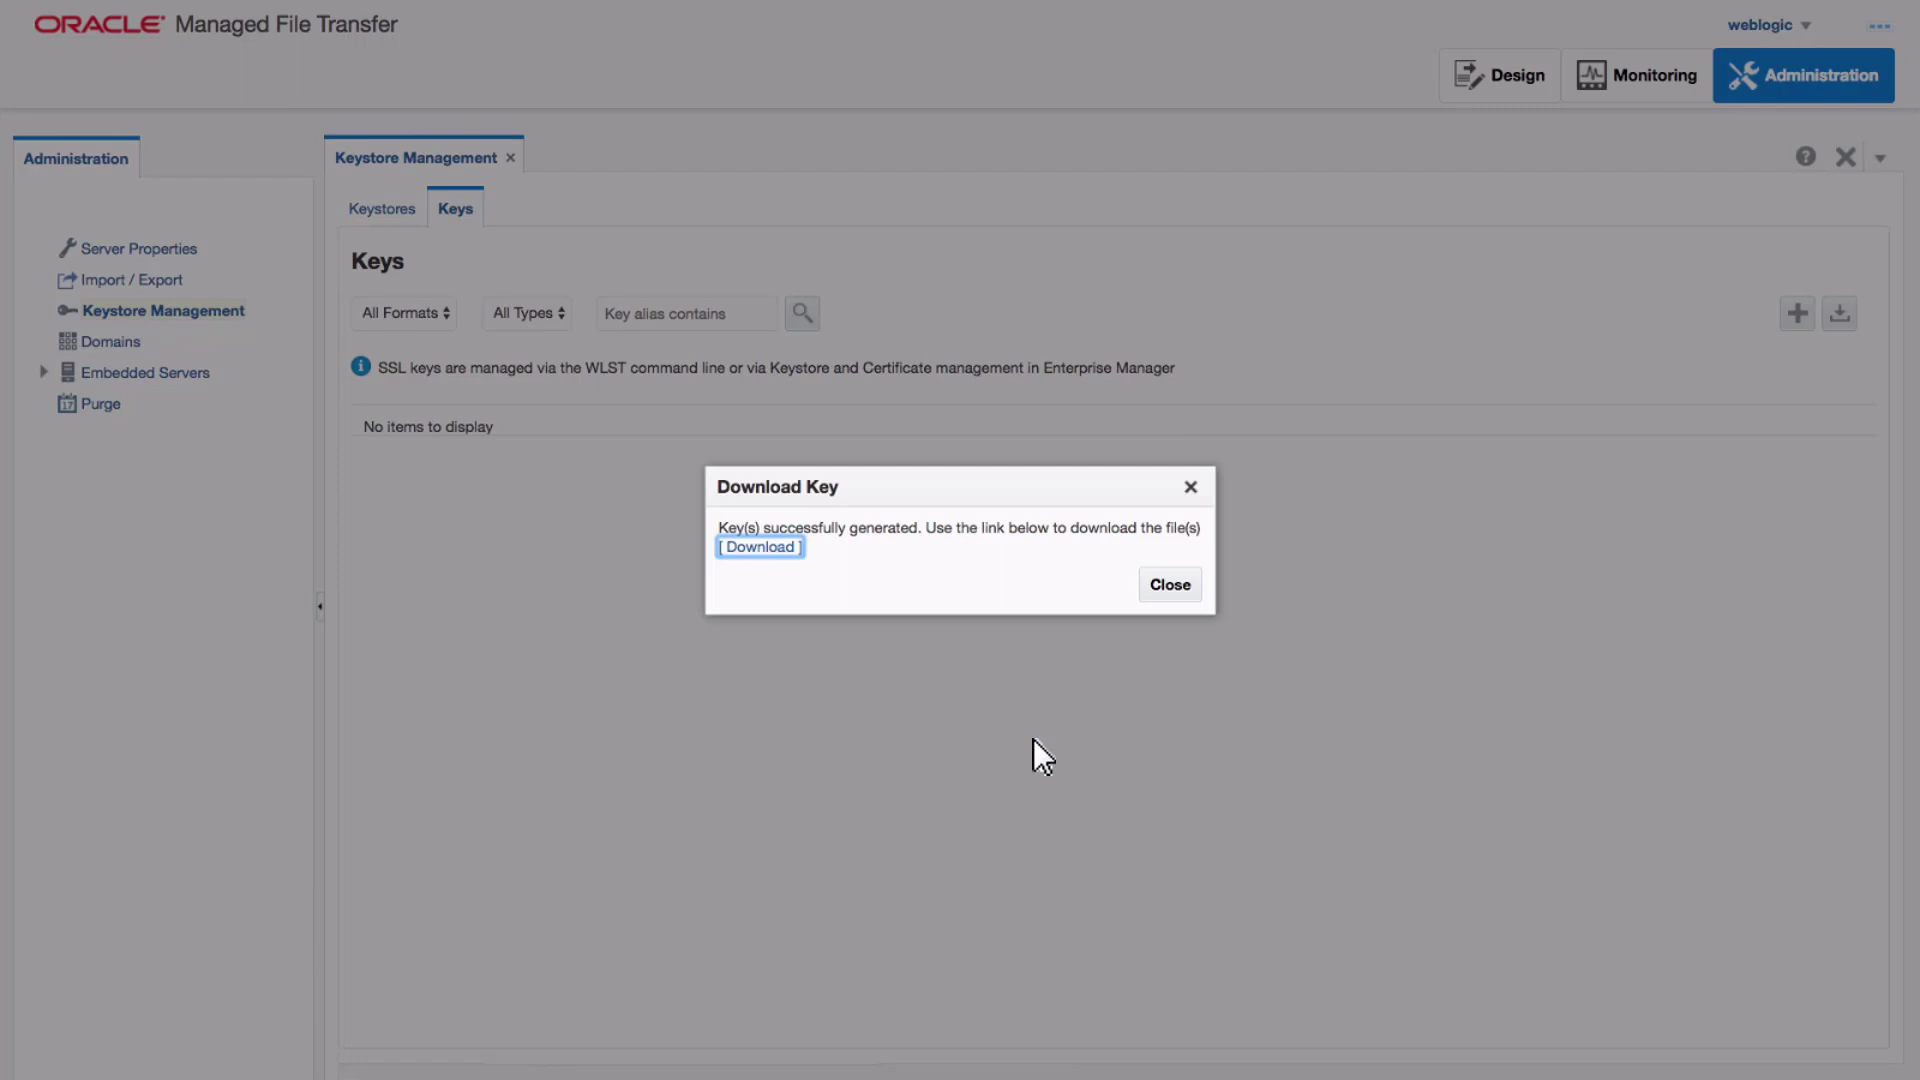 ORACLE Managed File Transfer
weblogic
Design
Monitoring
Administration
Administration
Server Properties
Import / Export
Keystore Management
Domains
Embedded Servers
17 Purge
Keystore Management
Keystores
Keys
Keys
All Formats
All Types
Key alias contains
SSL keys are managed via the WLST command line or via Keystore and Certificate management in Enterprise Manager
No items to display
Download Key
Key(s) successfully generated. Use the link below to download the file(s)
[ Download ]
Close